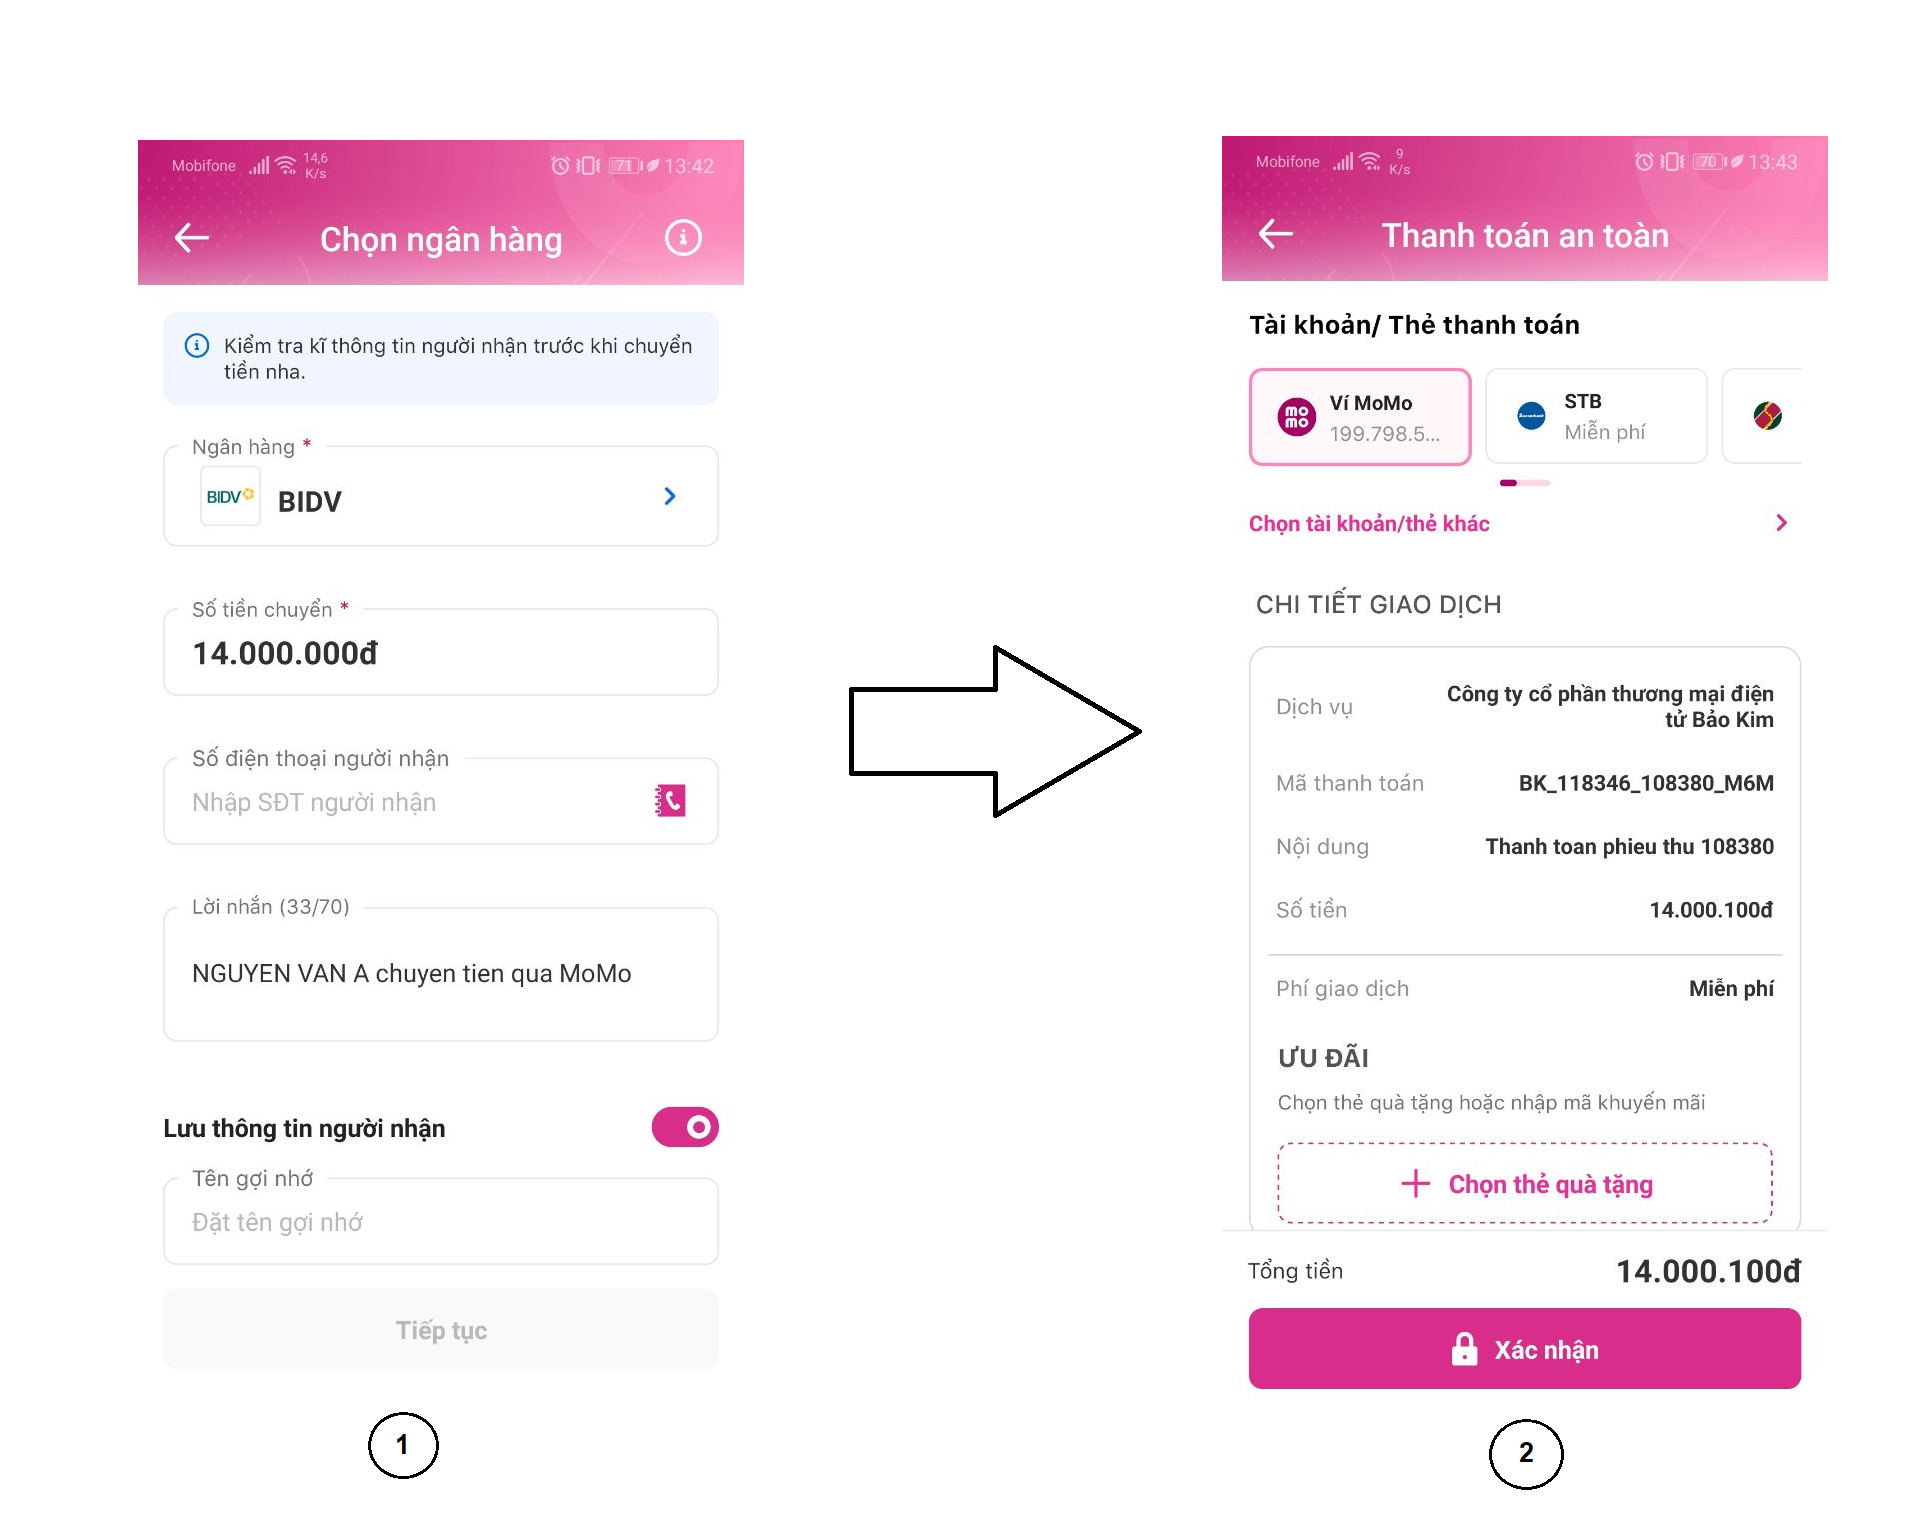 Mobifone 14,6 K/s 71 13:42
Chọn ngân hàng
Kiểm tra kĩ thông tin người nhận trước khi chuyển
tiền nha.
Ngân hàng *
BIDV BIDV
Số tiền chuyển *
14.000.000đ
Số điện thoại người nhận
Nhập SĐT người nhận
Lời nhắn (33/70)
NGUYEN VAN A chuyen tien qua MoMo
Lưu thông tin người nhận
Tên gợi nhớ
Đặt tên gợi nhớ
Tiếp tục
1
Mobifone 9 K/s 70 13:43
Thanh toán an toàn
Tài khoản/ Thẻ thanh toán
mo
mo
Ví MoMo
199.798.5...
Sacombank
STB
Miễn phí
Chọn tài khoản/thẻ khác
CHI TIẾT GIAO DỊCH
Dịch vụ Công ty cổ phần thương mại điện
tử Bảo Kim
Mã thanh toán BK_118346_108380_M6M
Nội dung Thanh toan phieu thu 108380
Số tiền 14.000.100đ
Phí giao dịch Miễn phí
ƯU ĐÃI
Chọn thẻ quà tặng hoặc nhập mã khuyến mãi
+ Chọn thẻ quà tặng
Tổng tiền 14.000.100đ
Xác nhận
2